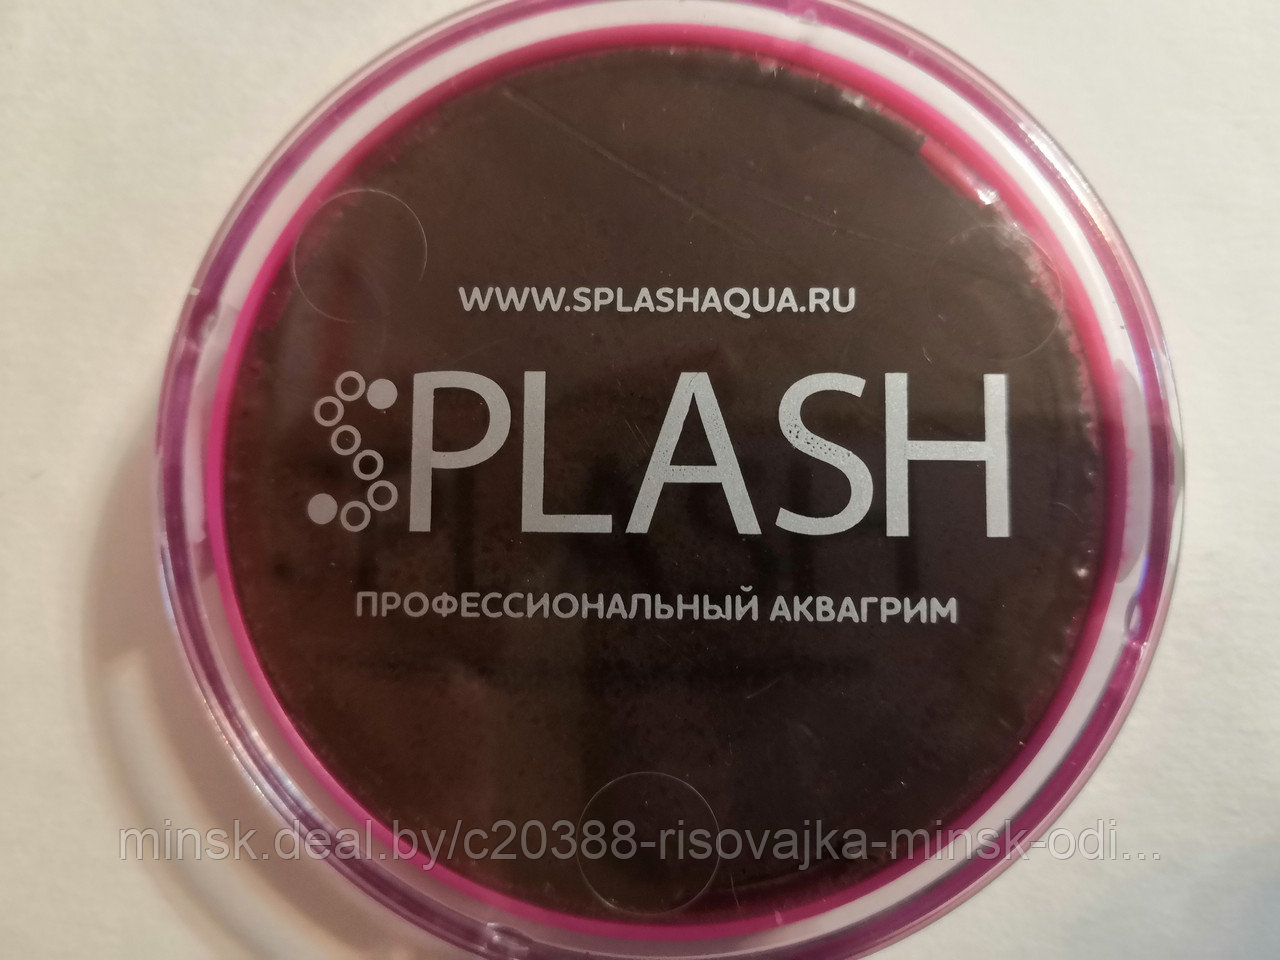 WWW.SPLASHAQUA.RU
SPLASH
ПРОФЕССИОНАЛЬНЫЙ АКВАГРИМ
minsk.deal.by/c20388-risovajka-minsk-odi...